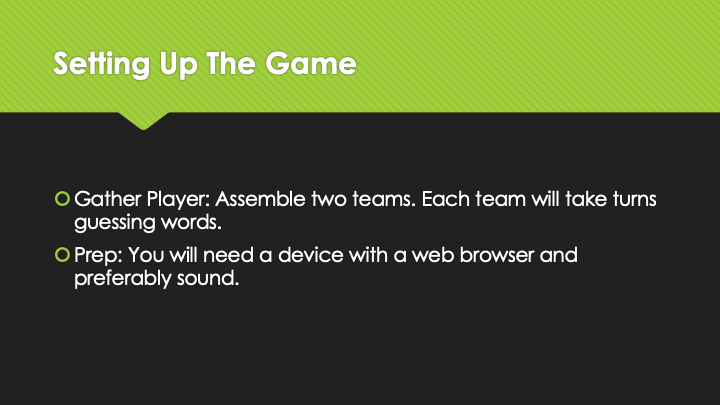 Setting Up The Game
Gather Player: Assemble two teams. Each team will take turns
guessing words.
Prep: You will need a device with a web browser and
preferably sound.